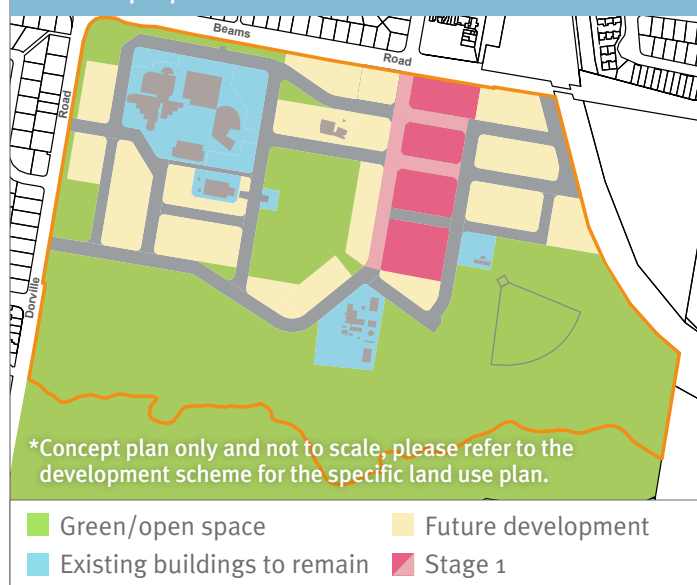 Beams
Road
Road
Dorville
*Concept plan only and not to scale, please refer to the
development scheme for the specific land use plan.
Green/open space
Future development
Existing buildings to remain
Stage 1